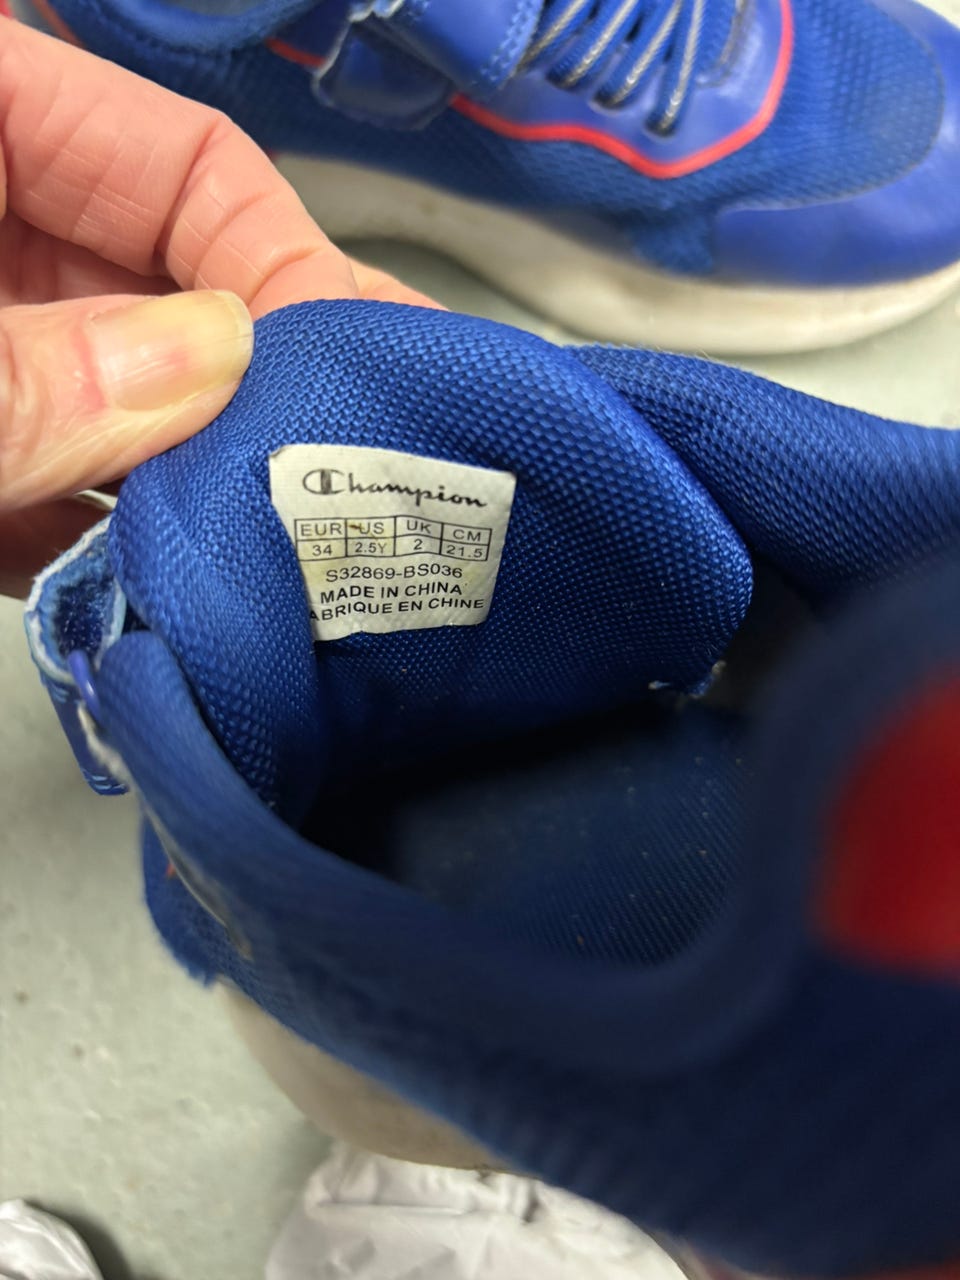 Champion
EUR US UK CM
34 2.5Y 2 21.5
S32869-BS036
MADE IN CHINA
ABRIQUE EN CHINE